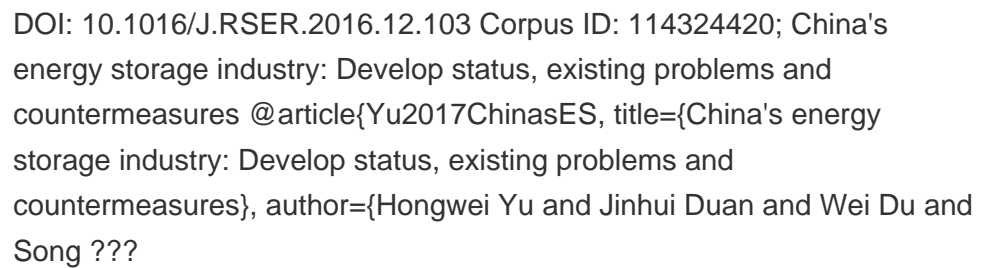 DOI: 10.1016/J.RSER.2016.12.103 Corpus ID: 114324420; China's
energy storage industry: Develop status, existing problems and
countermeasures @article{Yu2017ChinasES, title={China's energy
storage industry: Develop status, existing problems and
countermeasures}, author={Hongwei Yu and Jinhui Duan and Wei Du and
Song ???